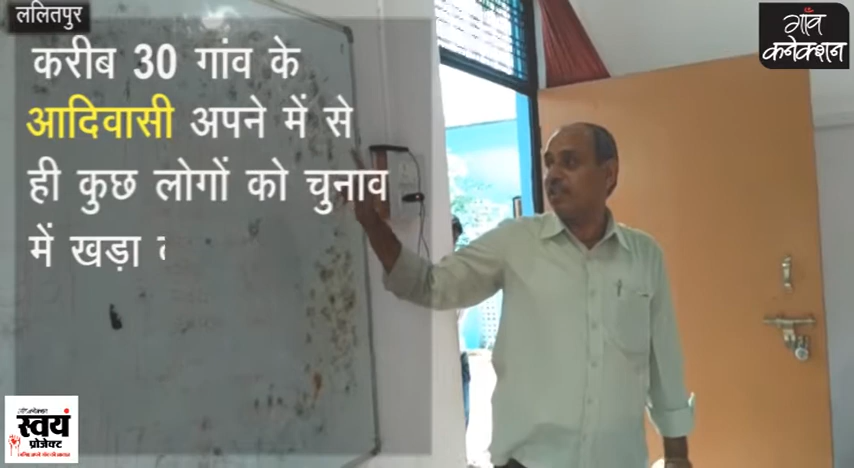 ललितपुर
गाँव
कनेक्शन
करीब 30 गांव के
आदिवासी अपने में से
ही कुछ लोगों को चुनाव
में खड़ा
स्वयं
प्रोजेक्ट